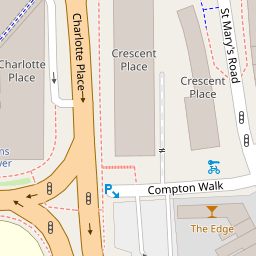 Charlotte Place
St Mary's Road
Crescent
Place
Charlotte
Place
Crescent
Place
P
Compton Walk
The Edge